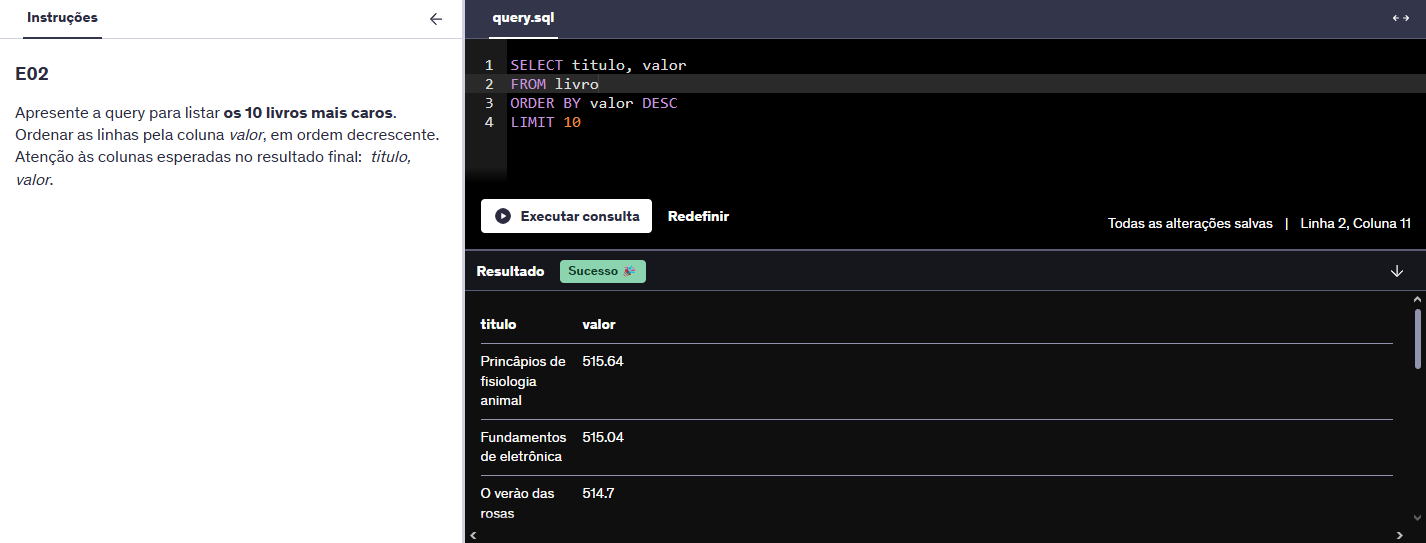 Instruções
E02
Apresente a query para listar os 10 livros mais caros.
Ordenar as linhas pela coluna valor, em ordem decrescente.
Atenção às colunas esperadas no resultado final:  titulo,
valor.
query.sql
1 SELECT titulo, valor
2 FROM livro
3 ORDER BY valor DESC
4 LIMIT 10
Executar consulta Redefinir
Todas as alterações salvas | Linha 2, Coluna 11
Resultado Sucesso 🎉
titulo valor
Princâpios de 515.64
fisiologia
animal
Fundamentos 515.04
de eletrônica
O verào das 514.7
rosas